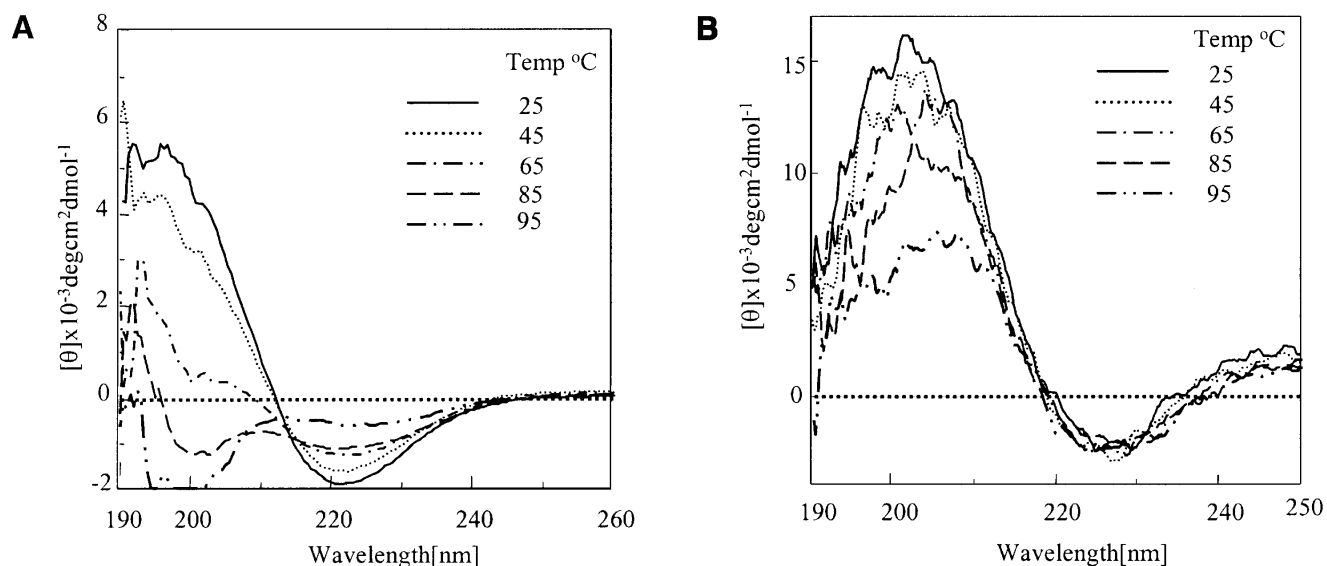 A
[θ]x10⁻³degcm²dmol⁻¹
8
6
4
2
0
-2
Temp °C
25
45
65
85
95
190 200 220 240 260
Wavelength[nm]
B
[θ]x10⁻³degcm²dmol⁻¹
15
10
5
0
Temp °C
25
45
65
85
95
190 200 220 240 250
Wavelength[nm]